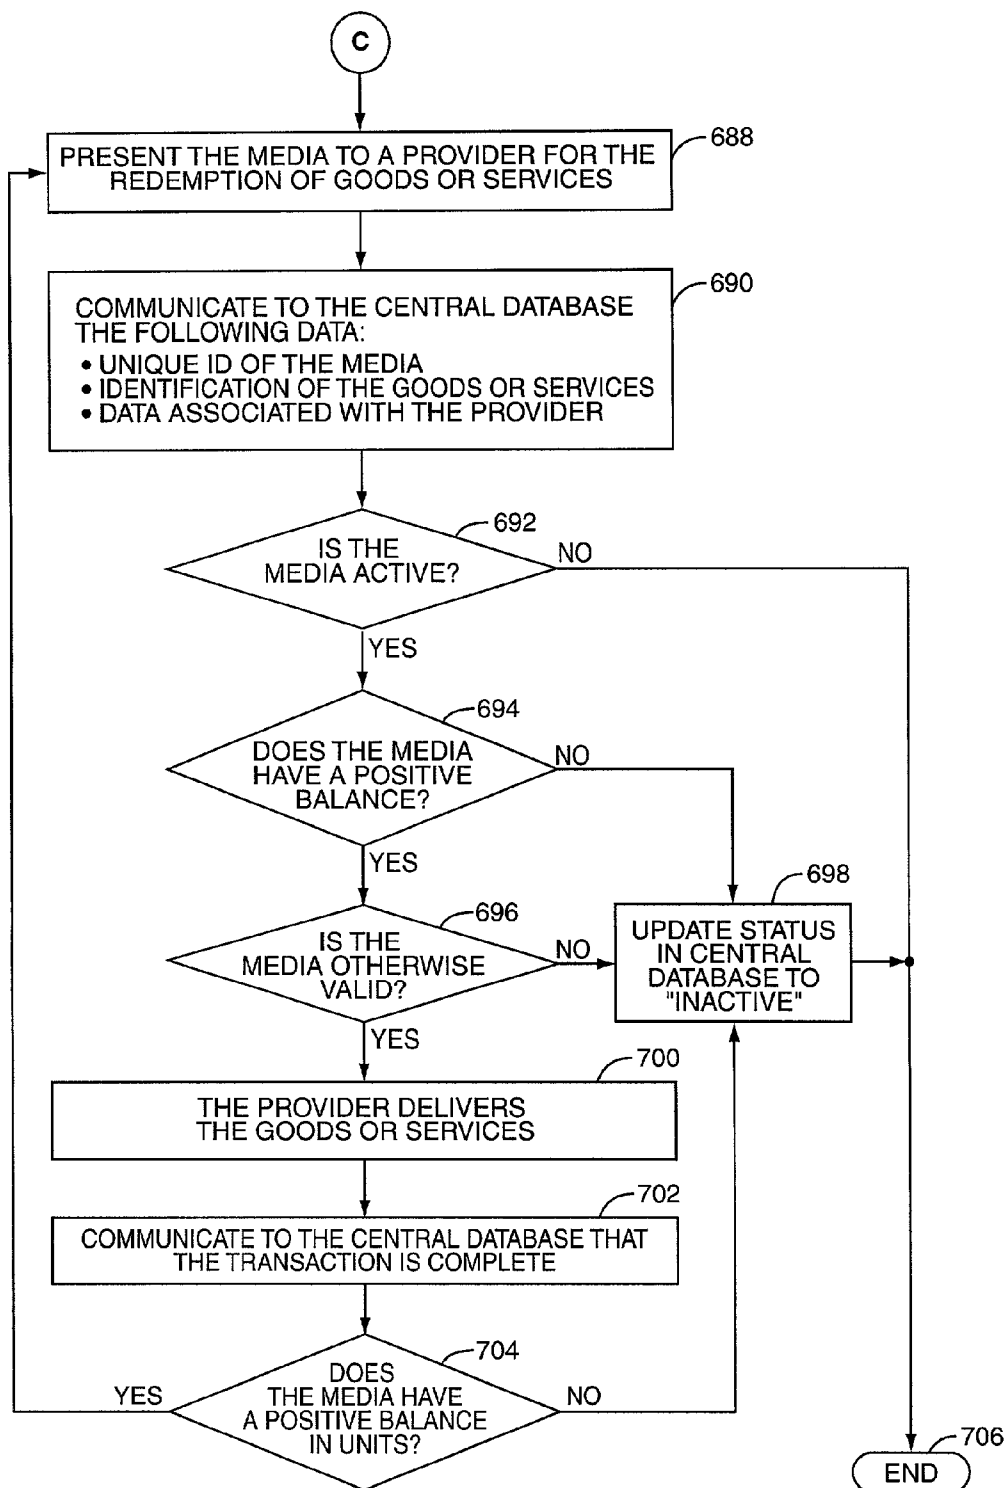 C
688
PRESENT THE MEDIA TO A PROVIDER FOR THE
REDEMPTION OF GOODS OR SERVICES
690
COMMUNICATE TO THE CENTRAL DATABASE
THE FOLLOWING DATA:
• UNIQUE ID OF THE MEDIA
• IDENTIFICATION OF THE GOODS OR SERVICES
• DATA ASSOCIATED WITH THE PROVIDER
692
IS THE
MEDIA ACTIVE?
NO
YES
694
DOES THE MEDIA
HAVE A POSITIVE
BALANCE?
NO
YES
696
IS THE
MEDIA OTHERWISE
VALID?
NO
YES
698
UPDATE STATUS
IN CENTRAL
DATABASE TO
"INACTIVE"
700
THE PROVIDER DELIVERS
THE GOODS OR SERVICES
702
COMMUNICATE TO THE CENTRAL DATABASE THAT
THE TRANSACTION IS COMPLETE
704
DOES
THE MEDIA HAVE
A POSITIVE BALANCE
IN UNITS?
YES
NO
706
END